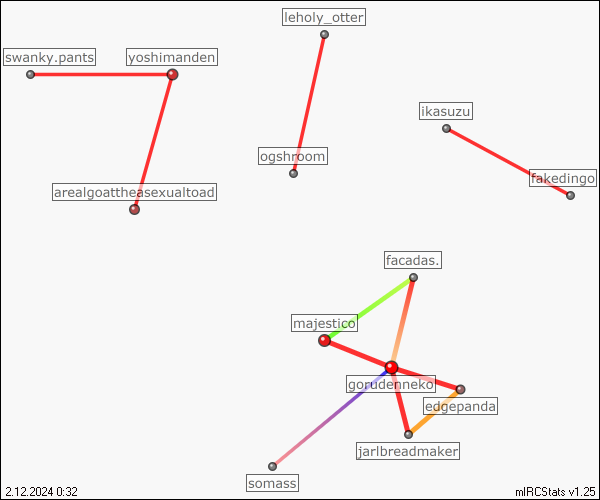 leholy_otter
swanky.pants
yoshimanden
ikasuzu
ogshroom
fakedingo
arealgoattheasexualtoad
facadas.
majestico
gorudenneko
edgepanda
jarlbreadmaker
somass
2.12.2024 0:32
mIRCStats v1.25